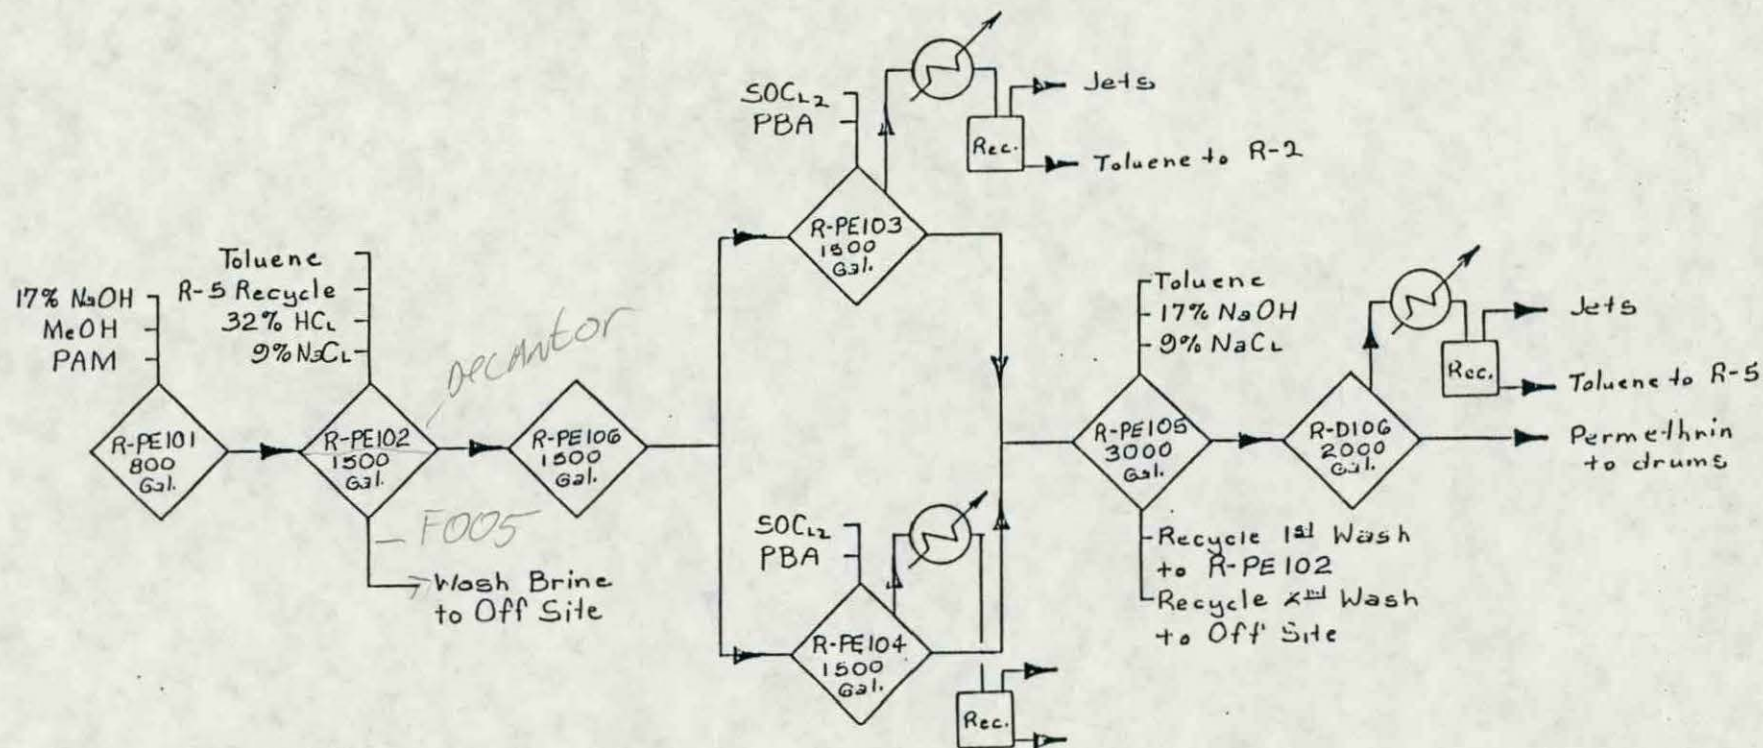 SOCL2
PBA
Jets
Rec.
Toluene to R-2
R-PE103
1500
Gal.
Toluene
R-5 Recycle
32% HCL
9% NaCL
17% NaOH
MeOH
PAM
Decantor
R-PE101
800
Gal.
R-PE102
1500
Gal.
R-PE106
1500
Gal.
F005
Wash Brine
to Off Site
SOCL2
PBA
R-PE104
1500
Gal.
Rec.
Toluene
17% NaOH
9% NaCL
R-PE105
3000
Gal.
Recycle 1st Wash
to R-PE102
Recycle 2nd Wash
to Off Site
R-D106
2000
Gal.
Jets
Rec.
Toluene to R-5
Permethrin
to drums